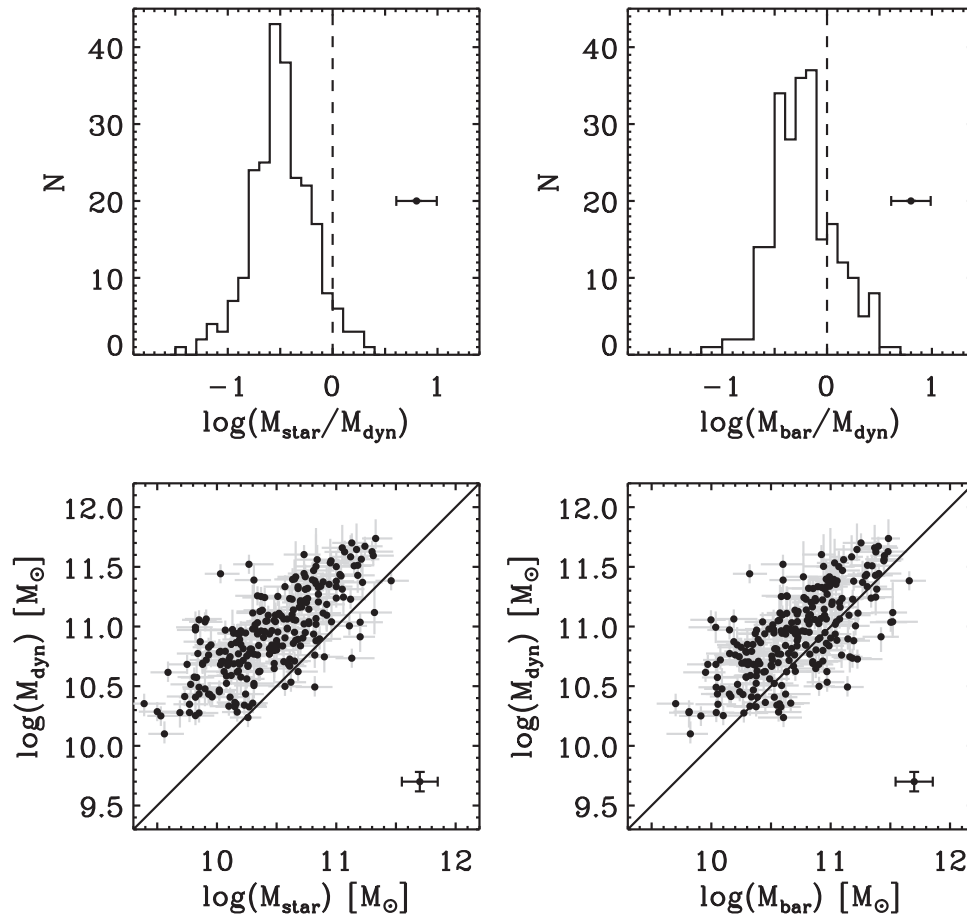 40
30
20
10
0
N
−1 0 1
log(M_star/M_dyn)
40
30
20
10
0
N
−1 0 1
log(M_bar/M_dyn)
12.0
11.5
11.0
10.5
10.0
9.5
log(M_dyn) [M_⊙]
10 11 12
log(M_star) [M_⊙]
12.0
11.5
11.0
10.5
10.0
9.5
log(M_dyn) [M_⊙]
10 11 12
log(M_bar) [M_⊙]